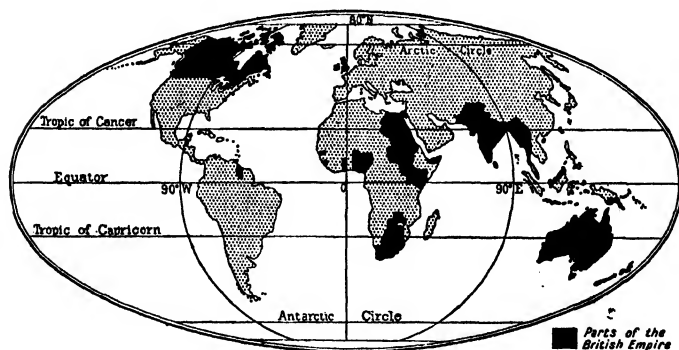 80°N
Arctic Circle
Tropic of Cancer
Equator
90°W
0
90°E
Tropic of Capricorn
Antarctic Circle
Parts of the
British Empire